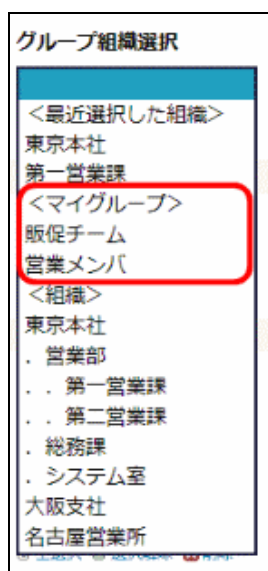 グループ組織選択
＜最近選択した組織＞
東京本社
第一営業課
＜マイグループ＞
販促チーム
営業メンバ
＜組織＞
東京本社
．営業部
．．第一営業課
．．第二営業課
．総務課
．システム室
大阪支社
名古屋営業所